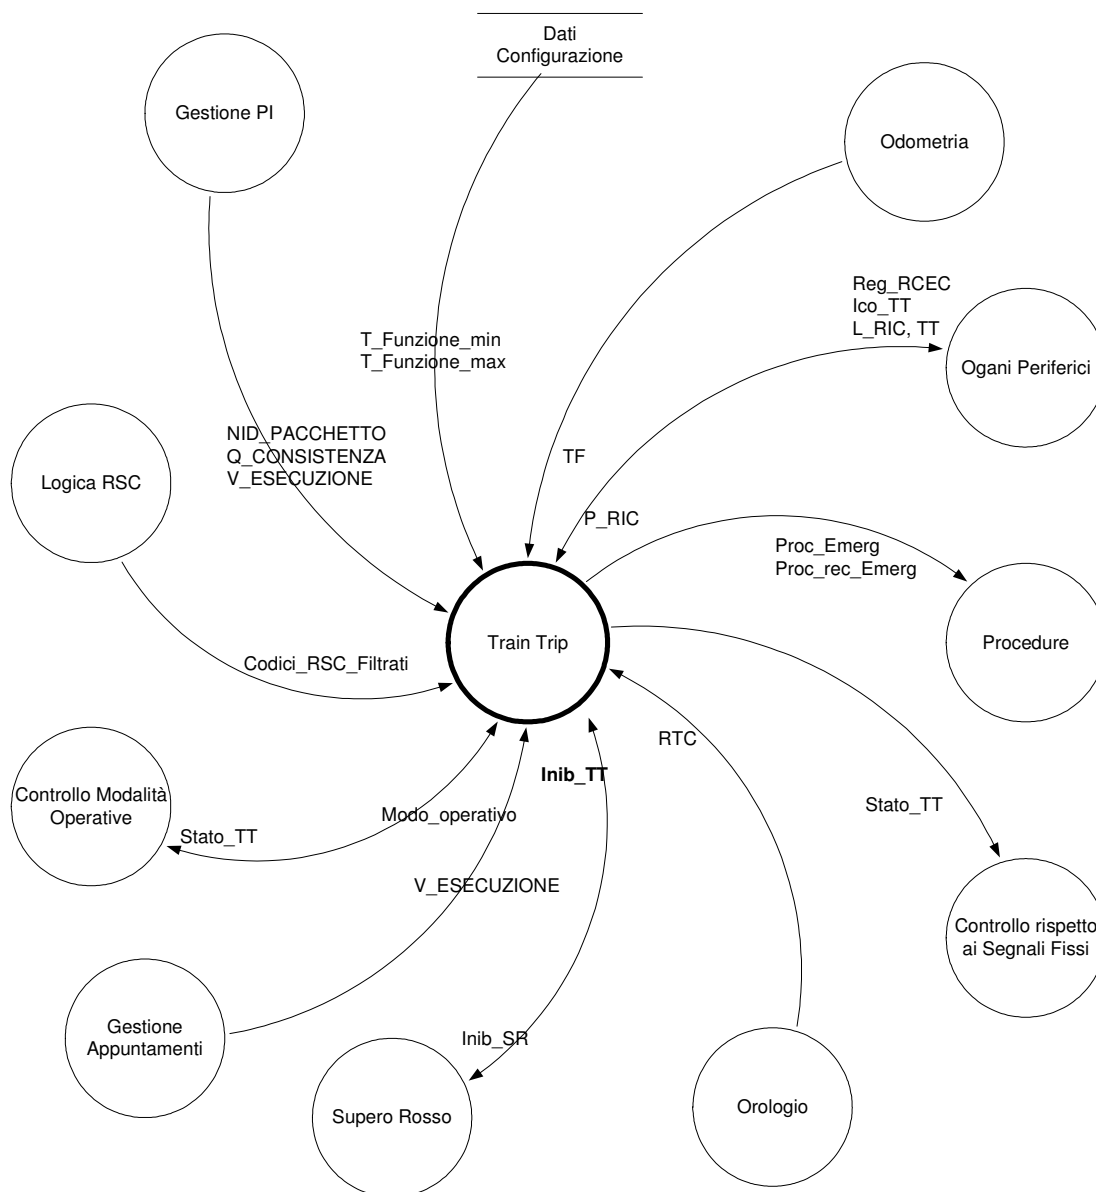 Dati
Configurazione
Gestione PI
Odometria
Reg_RCEC
Ico_TT
L_RIC, TT
T_Funzione_min
T_Funzione_max
Ogani Periferici
NID_PACCHETTO
Q_CONSISTENZA
V_ESECUZIONE
TF
Logica RSC
P_RIC
Proc_Emerg
Proc_rec_Emerg
Train Trip
Procedure
Codici_RSC_Filtrati
RTC
Inib_TT
Controllo Modalità
Operative
Modo_operativo
Stato_TT
Stato_TT
V_ESECUZIONE
Controllo rispetto
ai Segnali Fissi
Gestione
Appuntamenti
Inib_SR
Supero Rosso
Orologio